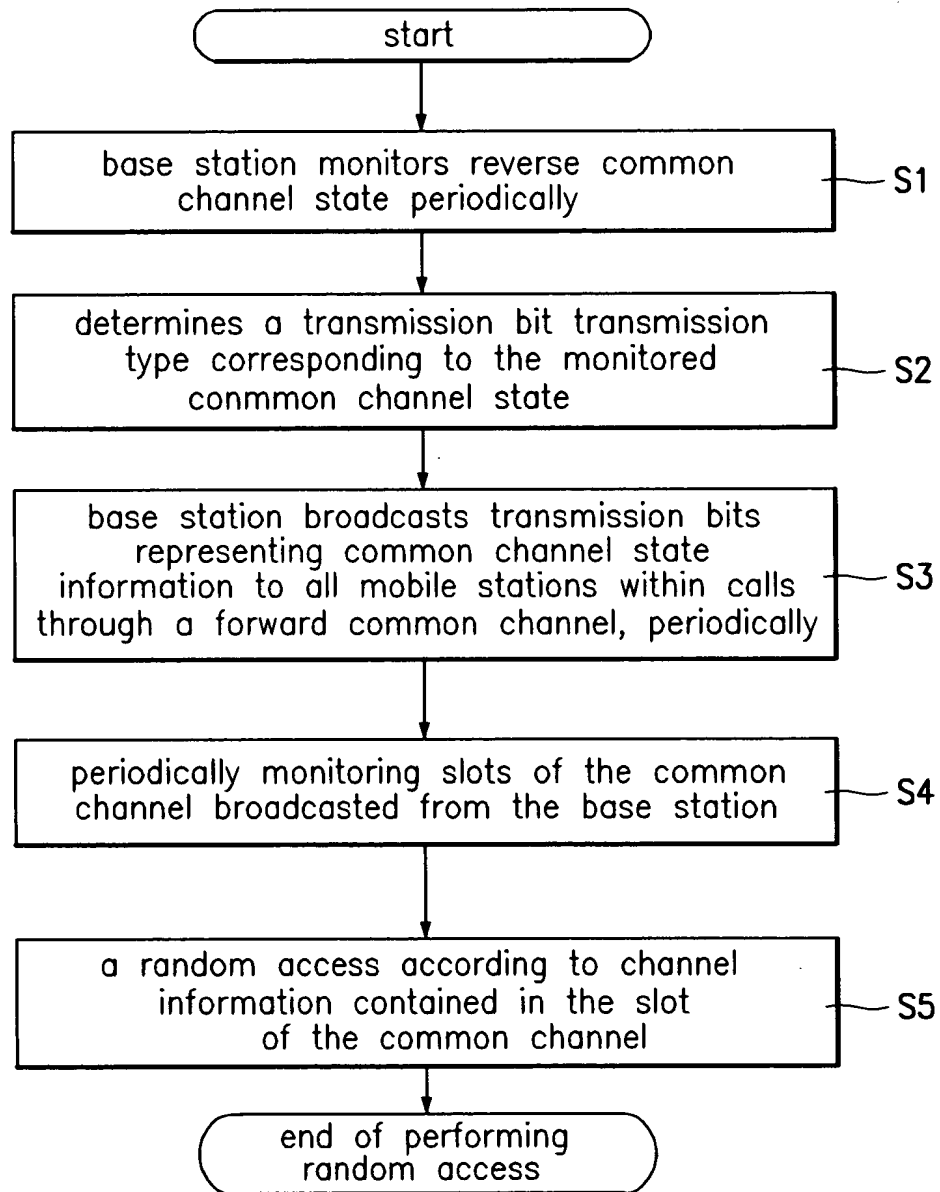 start
base station monitors reverse common
channel state periodically
S1
determines a transmission bit transmission
type corresponding to the monitored
conmmon channel state
S2
base station broadcasts transmission bits
representing common channel state
information to all mobile stations within calls
through a forward common channel, periodically
S3
periodically monitoring slots of the common
channel broadcasted from the base station
S4
a random access according to channel
information contained in the slot
of the common channel
S5
end of performing
random access